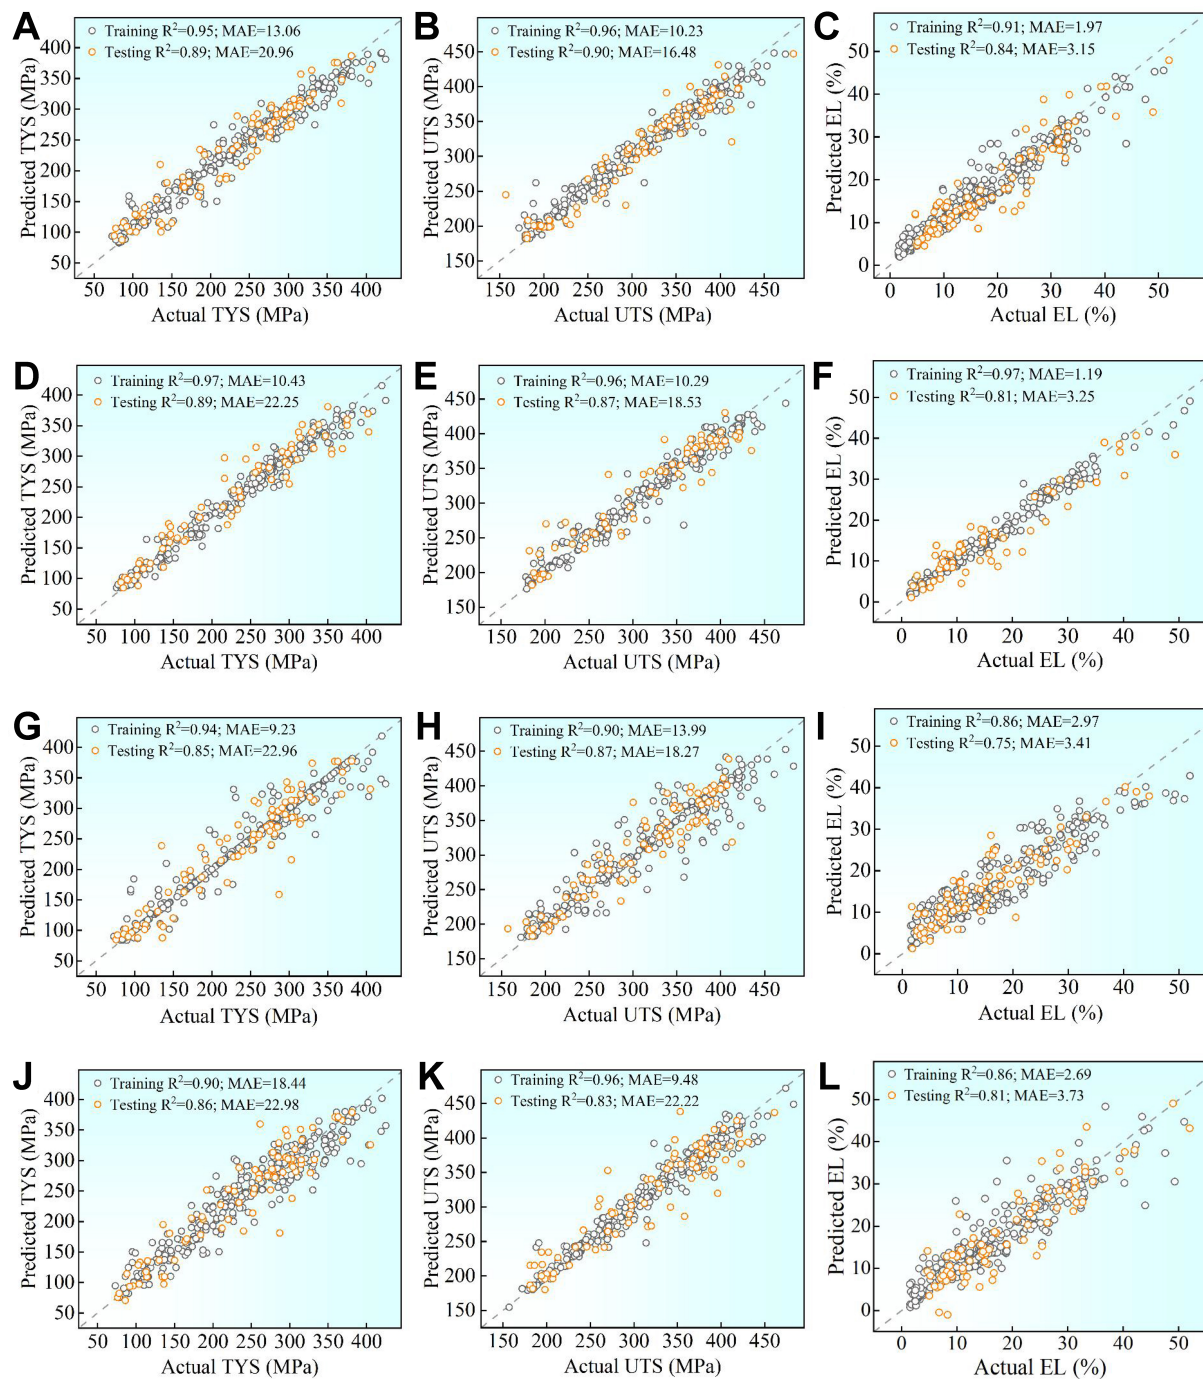 A
Training R²=0.95; MAE=13.06
Testing R²=0.89; MAE=20.96
Predicted TYS (MPa)
400
350
300
250
200
150
100
50
50 100 150 200 250 300 350 400
Actual TYS (MPa)
B
Training R²=0.96; MAE=10.23
Testing R²=0.90; MAE=16.48
Predicted UTS (MPa)
450
400
350
300
250
200
150
150 200 250 300 350 400 450
Actual UTS (MPa)
C
Training R²=0.91; MAE=1.97
Testing R²=0.84; MAE=3.15
Predicted EL (%)
50
40
30
20
10
0
0 10 20 30 40 50
Actual EL (%)
D
Training R²=0.97; MAE=10.43
Testing R²=0.89; MAE=22.25
Predicted TYS (MPa)
400
350
300
250
200
150
100
50
50 100 150 200 250 300 350 400
Actual TYS (MPa)
E
Training R²=0.96; MAE=10.29
Testing R²=0.87; MAE=18.53
Predicted UTS (MPa)
450
400
350
300
250
200
150
150 200 250 300 350 400 450
Actual UTS (MPa)
F
Training R²=0.97; MAE=1.19
Testing R²=0.81; MAE=3.25
Predicted EL (%)
50
40
30
20
10
0
0 10 20 30 40 50
Actual EL (%)
G
Training R²=0.94; MAE=9.23
Testing R²=0.85; MAE=22.96
Predicted TYS (MPa)
400
350
300
250
200
150
100
50
50 100 150 200 250 300 350 400
Actual TYS (MPa)
H
Training R²=0.90; MAE=13.99
Testing R²=0.87; MAE=18.27
Predicted UTS (MPa)
450
400
350
300
250
200
150
150 200 250 300 350 400 450
Actual UTS (MPa)
I
Training R²=0.86; MAE=2.97
Testing R²=0.75; MAE=3.41
Predicted EL (%)
50
40
30
20
10
0
0 10 20 30 40 50
Actual EL (%)
J
Training R²=0.90; MAE=18.44
Testing R²=0.86; MAE=22.98
Predicted TYS (MPa)
400
350
300
250
200
150
100
50
50 100 150 200 250 300 350 400
Actual TYS (MPa)
K
Training R²=0.96; MAE=9.48
Testing R²=0.83; MAE=22.22
Predicted UTS (MPa)
450
400
350
300
250
200
150
150 200 250 300 350 400 450
Actual UTS (MPa)
L
Training R²=0.86; MAE=2.69
Testing R²=0.81; MAE=3.73
Predicted EL (%)
50
40
30
20
10
0
0 10 20 30 40 50
Actual EL (%)